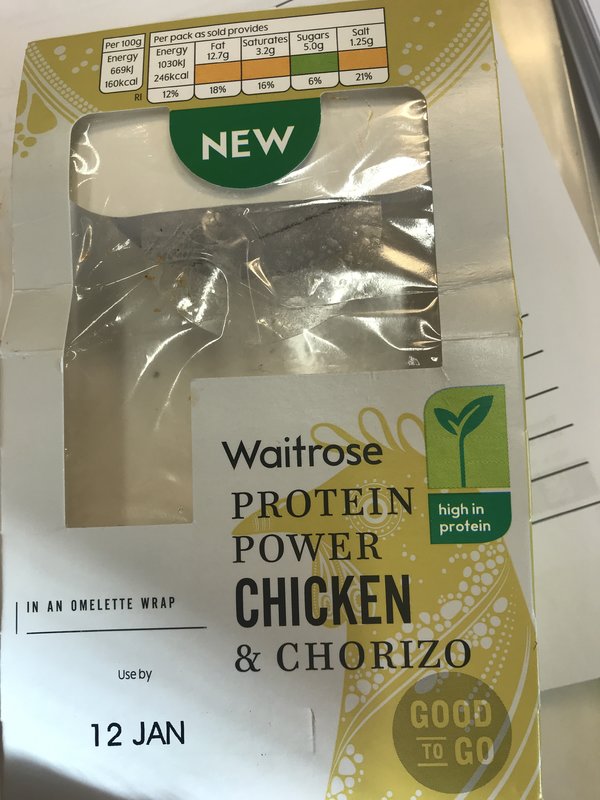 Per 100g
Energy
669kJ
160kcal
Per pack as sold provides
Energy
1030kJ
246kcal
12%
Fat
12.7g
18%
Saturates
3.2g
16%
Sugars
5.0g
6%
Salt
1.25g
21%
RI
NEW
Waitrose
PROTEIN
POWER
CHICKEN
& CHORIZO
high in
protein
IN AN OMELETTE WRAP
Use by
12 JAN
GOOD
TO GO